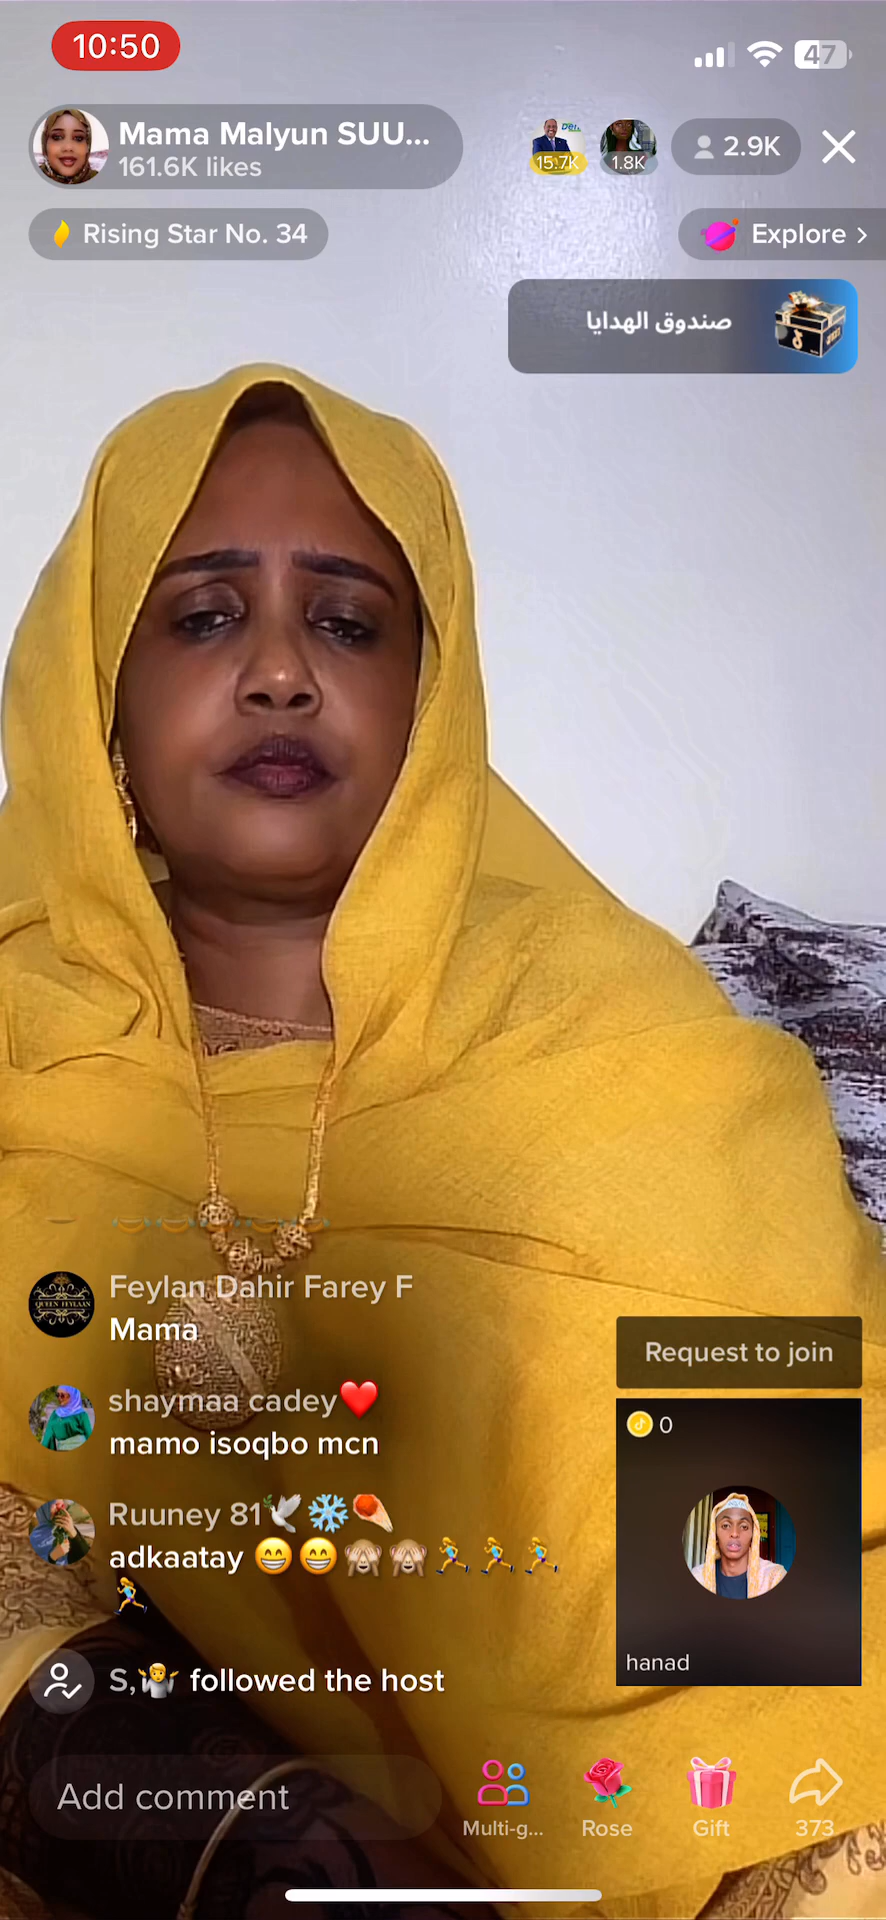 10:50
47
Mama Malyun SUU...
161.6K likes
15.7K
1.8K
2.9K
Rising Star No. 34
Explore >
صندوق الهدايا
Feylan Dahir Farey F
QUEEN FEYLAAN
Mama
shaymaa cadey❤️
mamo isoqbo mcn
Ruuney 81🕊️❄️🍧
adkaatay 😁😁🙈🙈🏃‍♀️🏃‍♀️🏃‍♀️
🏃‍♀️
S,🤷‍♂️ followed the host
Request to join
0
hanad
Add comment
Multi-g...
Rose
Gift
373